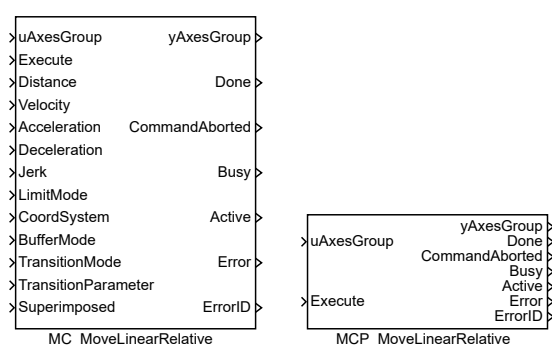 uAxesGroup yAxesGroup
Execute
Distance Done
Velocity
Acceleration CommandAborted
Deceleration
Jerk Busy
LimitMode
CoordSystem Active
BufferMode
TransitionMode Error
TransitionParameter
Superimposed ErrorID
MC_MoveLinearRelative
yAxesGroup
uAxesGroup Done
CommandAborted
Busy
Active
Execute Error
ErrorID
MCP_MoveLinearRelative